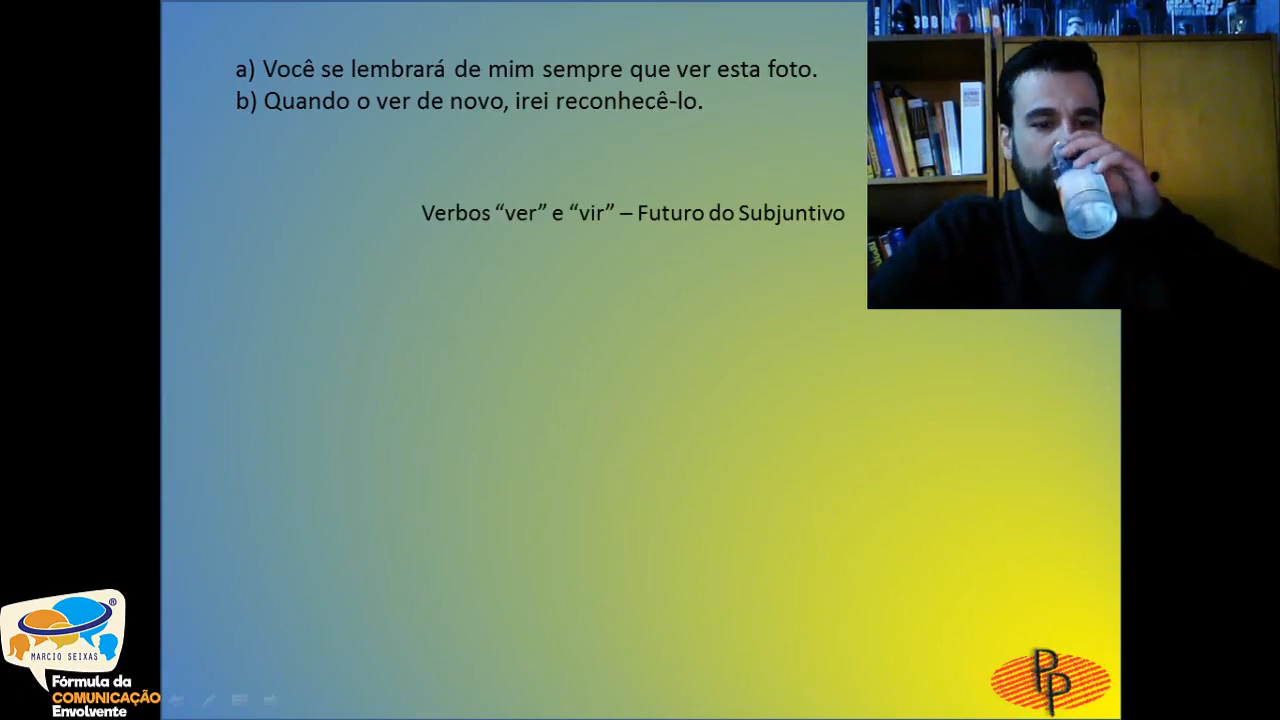 a) Você se lembrará de mim sempre que ver esta foto.
b) Quando o ver de novo, irei reconhecê-lo.
Verbos “ver” e “vir” – Futuro do Subjuntivo
®
MARCIO SEIXAS
Fórmula da
COMUNICAÇÃO
Envolvente
PP